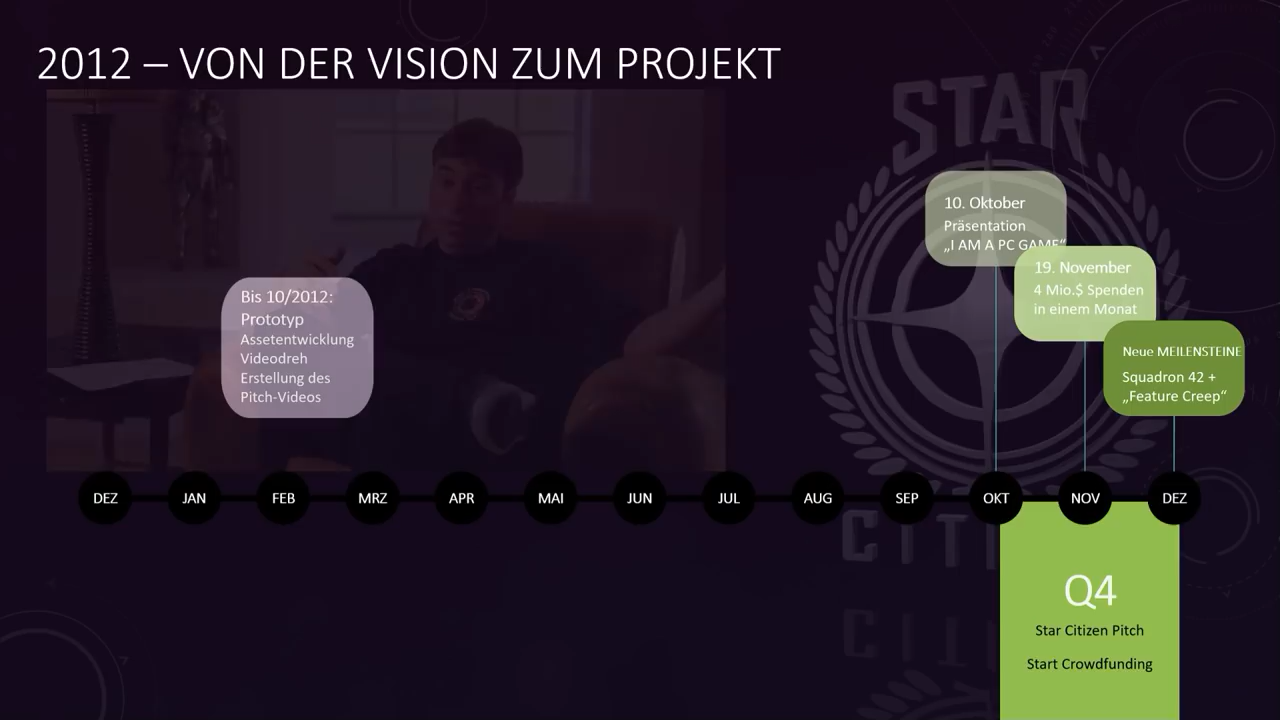 2012 – VON DER VISION ZUM PROJEKT
STAR
10. Oktober
Präsentation
„I AM A PC GAME“
19. November
4 Mio.$ Spenden
in einem Monat
Bis 10/2012:
Prototyp
Assetentwicklung
Videodreh
Erstellung des
Pitch-Videos
Neue MEILENSTEINE
Squadron 42 +
„Feature Creep“
DEZ JAN FEB MRZ APR MAI JUN JUL AUG SEP OKT NOV DEZ
CITI
Q4
Star Citizen Pitch
Start Crowdfunding